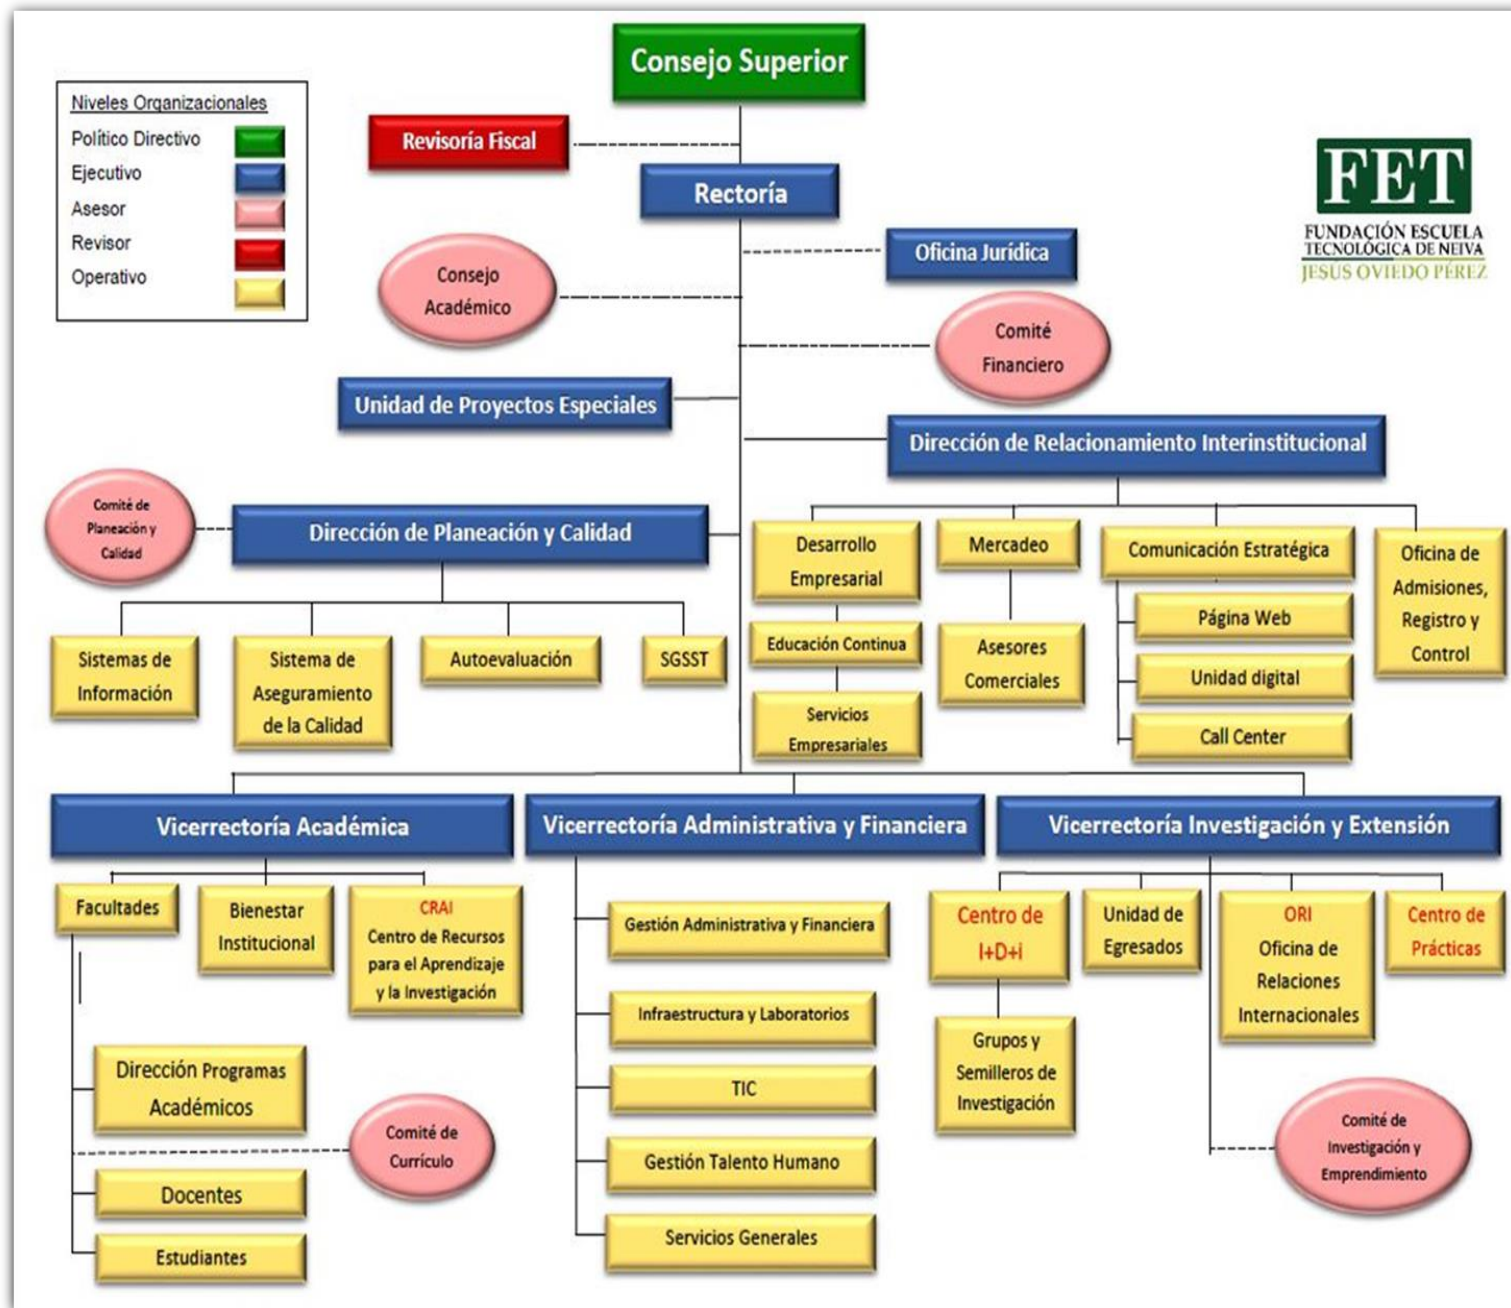 Consejo Superior
Niveles Organizacionales
Político Directivo
Ejecutivo
Asesor
Revisor
Operativo
Revisoría Fiscal
Rectoría
FET
FUNDACIÓN ESCUELA
TECNOLÓGICA DE NEIVA
JESÚS OVIEDO PÉREZ
Oficina Jurídica
Consejo
Académico
Comité
Financiero
Unidad de Proyectos Especiales
Dirección de Relacionamiento Interinstitucional
Comité de
Planeación y
Calidad
Dirección de Planeación y Calidad
Desarrollo
Empresarial
Mercadeo
Comunicación Estratégica
Oficina de
Admisiones,
Registro y
Control
Educación Continua
Servicios
Empresariales
Asesores
Comerciales
Página Web
Unidad digital
Call Center
Sistemas de
Información
Sistema de
Aseguramiento
de la Calidad
Autoevaluación
SGSST
Vicerrectoría Académica
Vicerrectoría Administrativa y Financiera
Vicerrectoría Investigación y Extensión
Facultades
Bienestar
Institucional
CRAI
Centro de Recursos
para el Aprendizaje
y la Investigación
Dirección Programas
Académicos
Comité de
Currículo
Docentes
Estudiantes
Gestión Administrativa y Financiera
Infraestructura y Laboratorios
TIC
Gestión Talento Humano
Servicios Generales
Centro de
I+D+i
Unidad de
Egresados
ORI
Oficina de
Relaciones
Internacionales
Centro de
Prácticas
Grupos y
Semilleros de
Investigación
Comité de
Investigación y
Emprendimiento